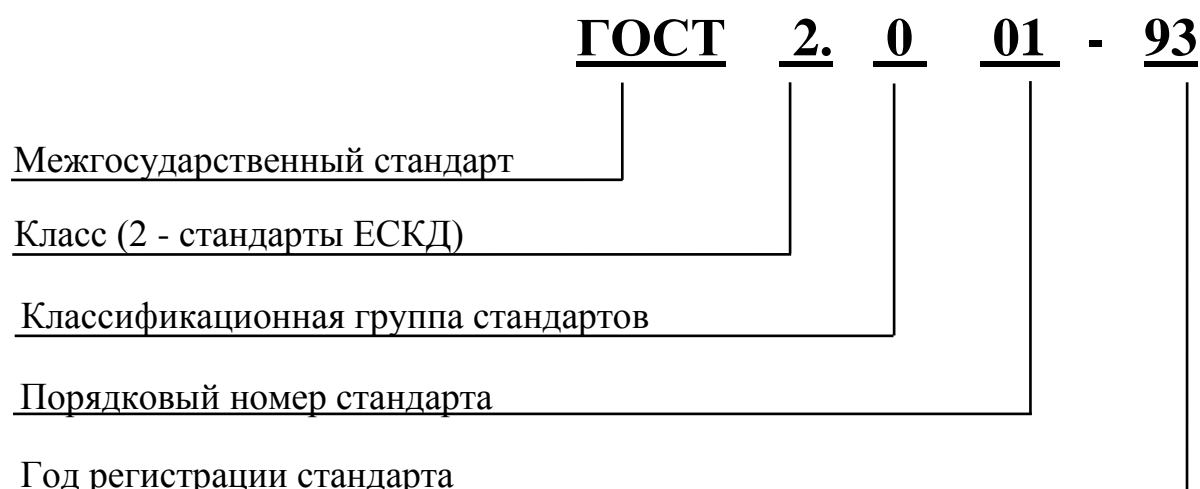 ГОСТ 2. 0 01 - 93
Межгосударственный стандарт
Класс (2 - стандарты ЕСКД)
Классификационная группа стандартов
Порядковый номер стандарта
Год регистрации стандарта